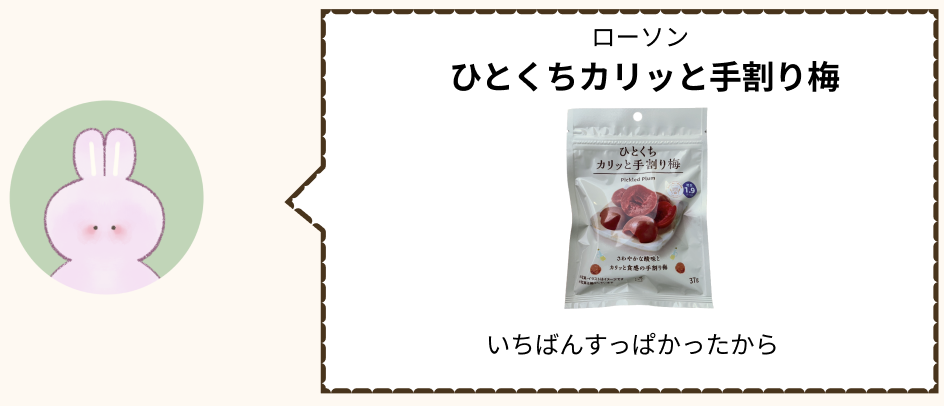 ローソン
ひとくちカリッと手割り梅
ひとくち
カリッと手割り梅
Pickled Plum
1.9
さわやかな酸味と
カリッと食感の手割り梅
37g
いちばんすっぱかったから